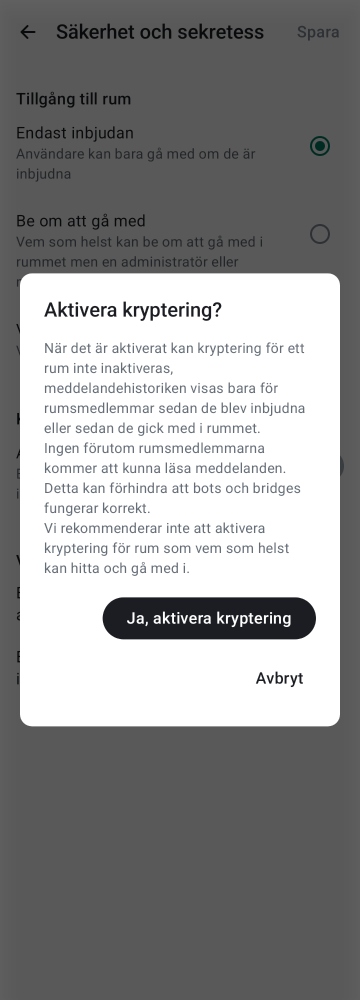 Säkerhet och sekretess
Spara
Tillgång till rum
Endast inbjudan
Användare kan bara gå med om de är
inbjudna
Be om att gå med
Vem som helst kan be om att gå med i
rummet men en administratör eller
Aktivera kryptering?
När det är aktiverat kan kryptering för ett
rum inte inaktiveras,
meddelandehistoriken visas bara för
rumsmedlemmar sedan de blev inbjudna
eller sedan de gick med i rummet.
Ingen förutom rumsmedlemmarna
kommer att kunna läsa meddelanden.
Detta kan förhindra att bots och bridges
fungerar korrekt.
Vi rekommenderar inte att aktivera
kryptering för rum som vem som helst
kan hitta och gå med i.
Ja, aktivera kryptering
Avbryt